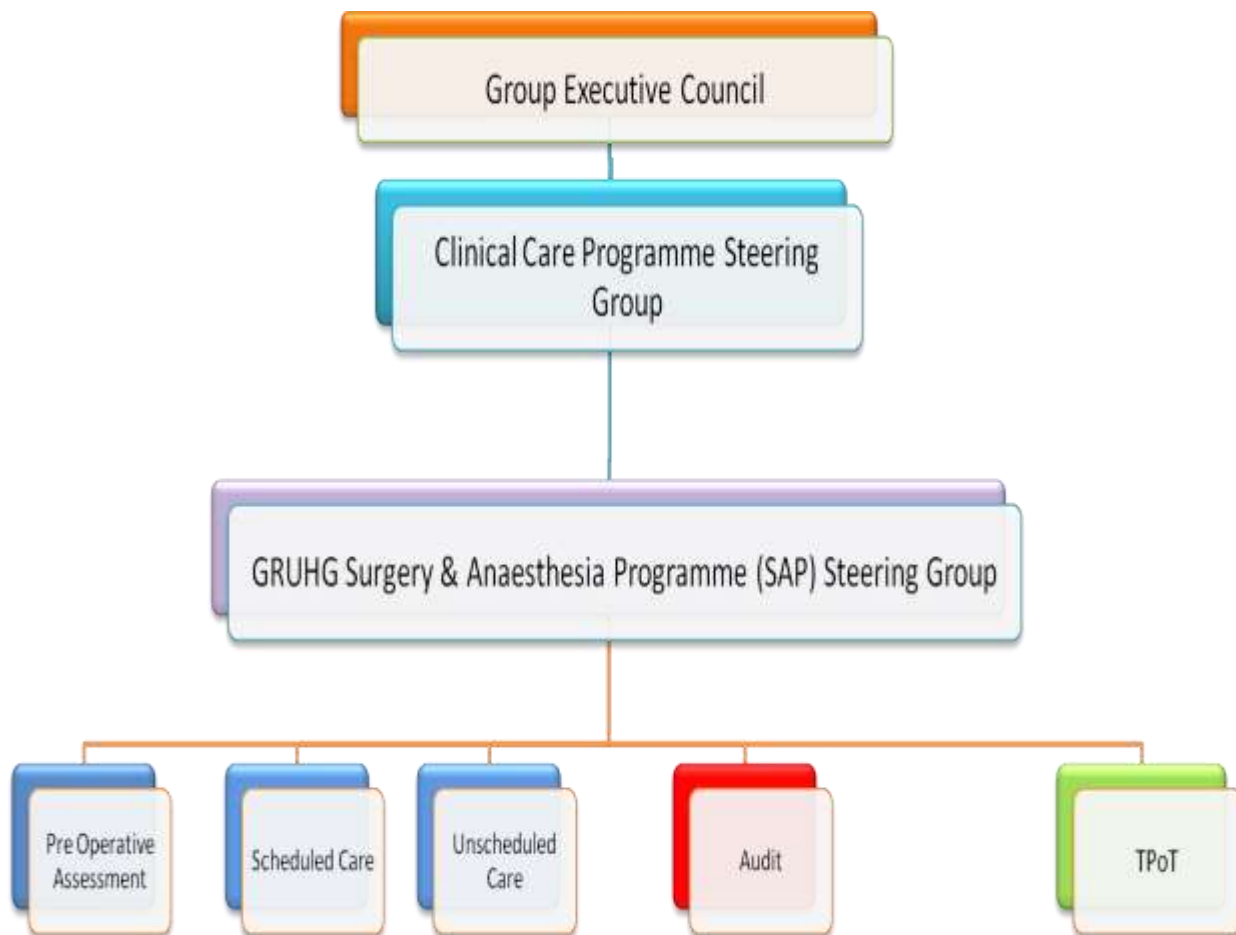 Group Executive Council
Clinical Care Programme Steering
Group
GRUHG Surgery & Anaesthesia Programme (SAP) Steering Group
Pre Operative
Assessment
Scheduled Care
Unscheduled
Care
Audit
TPoT